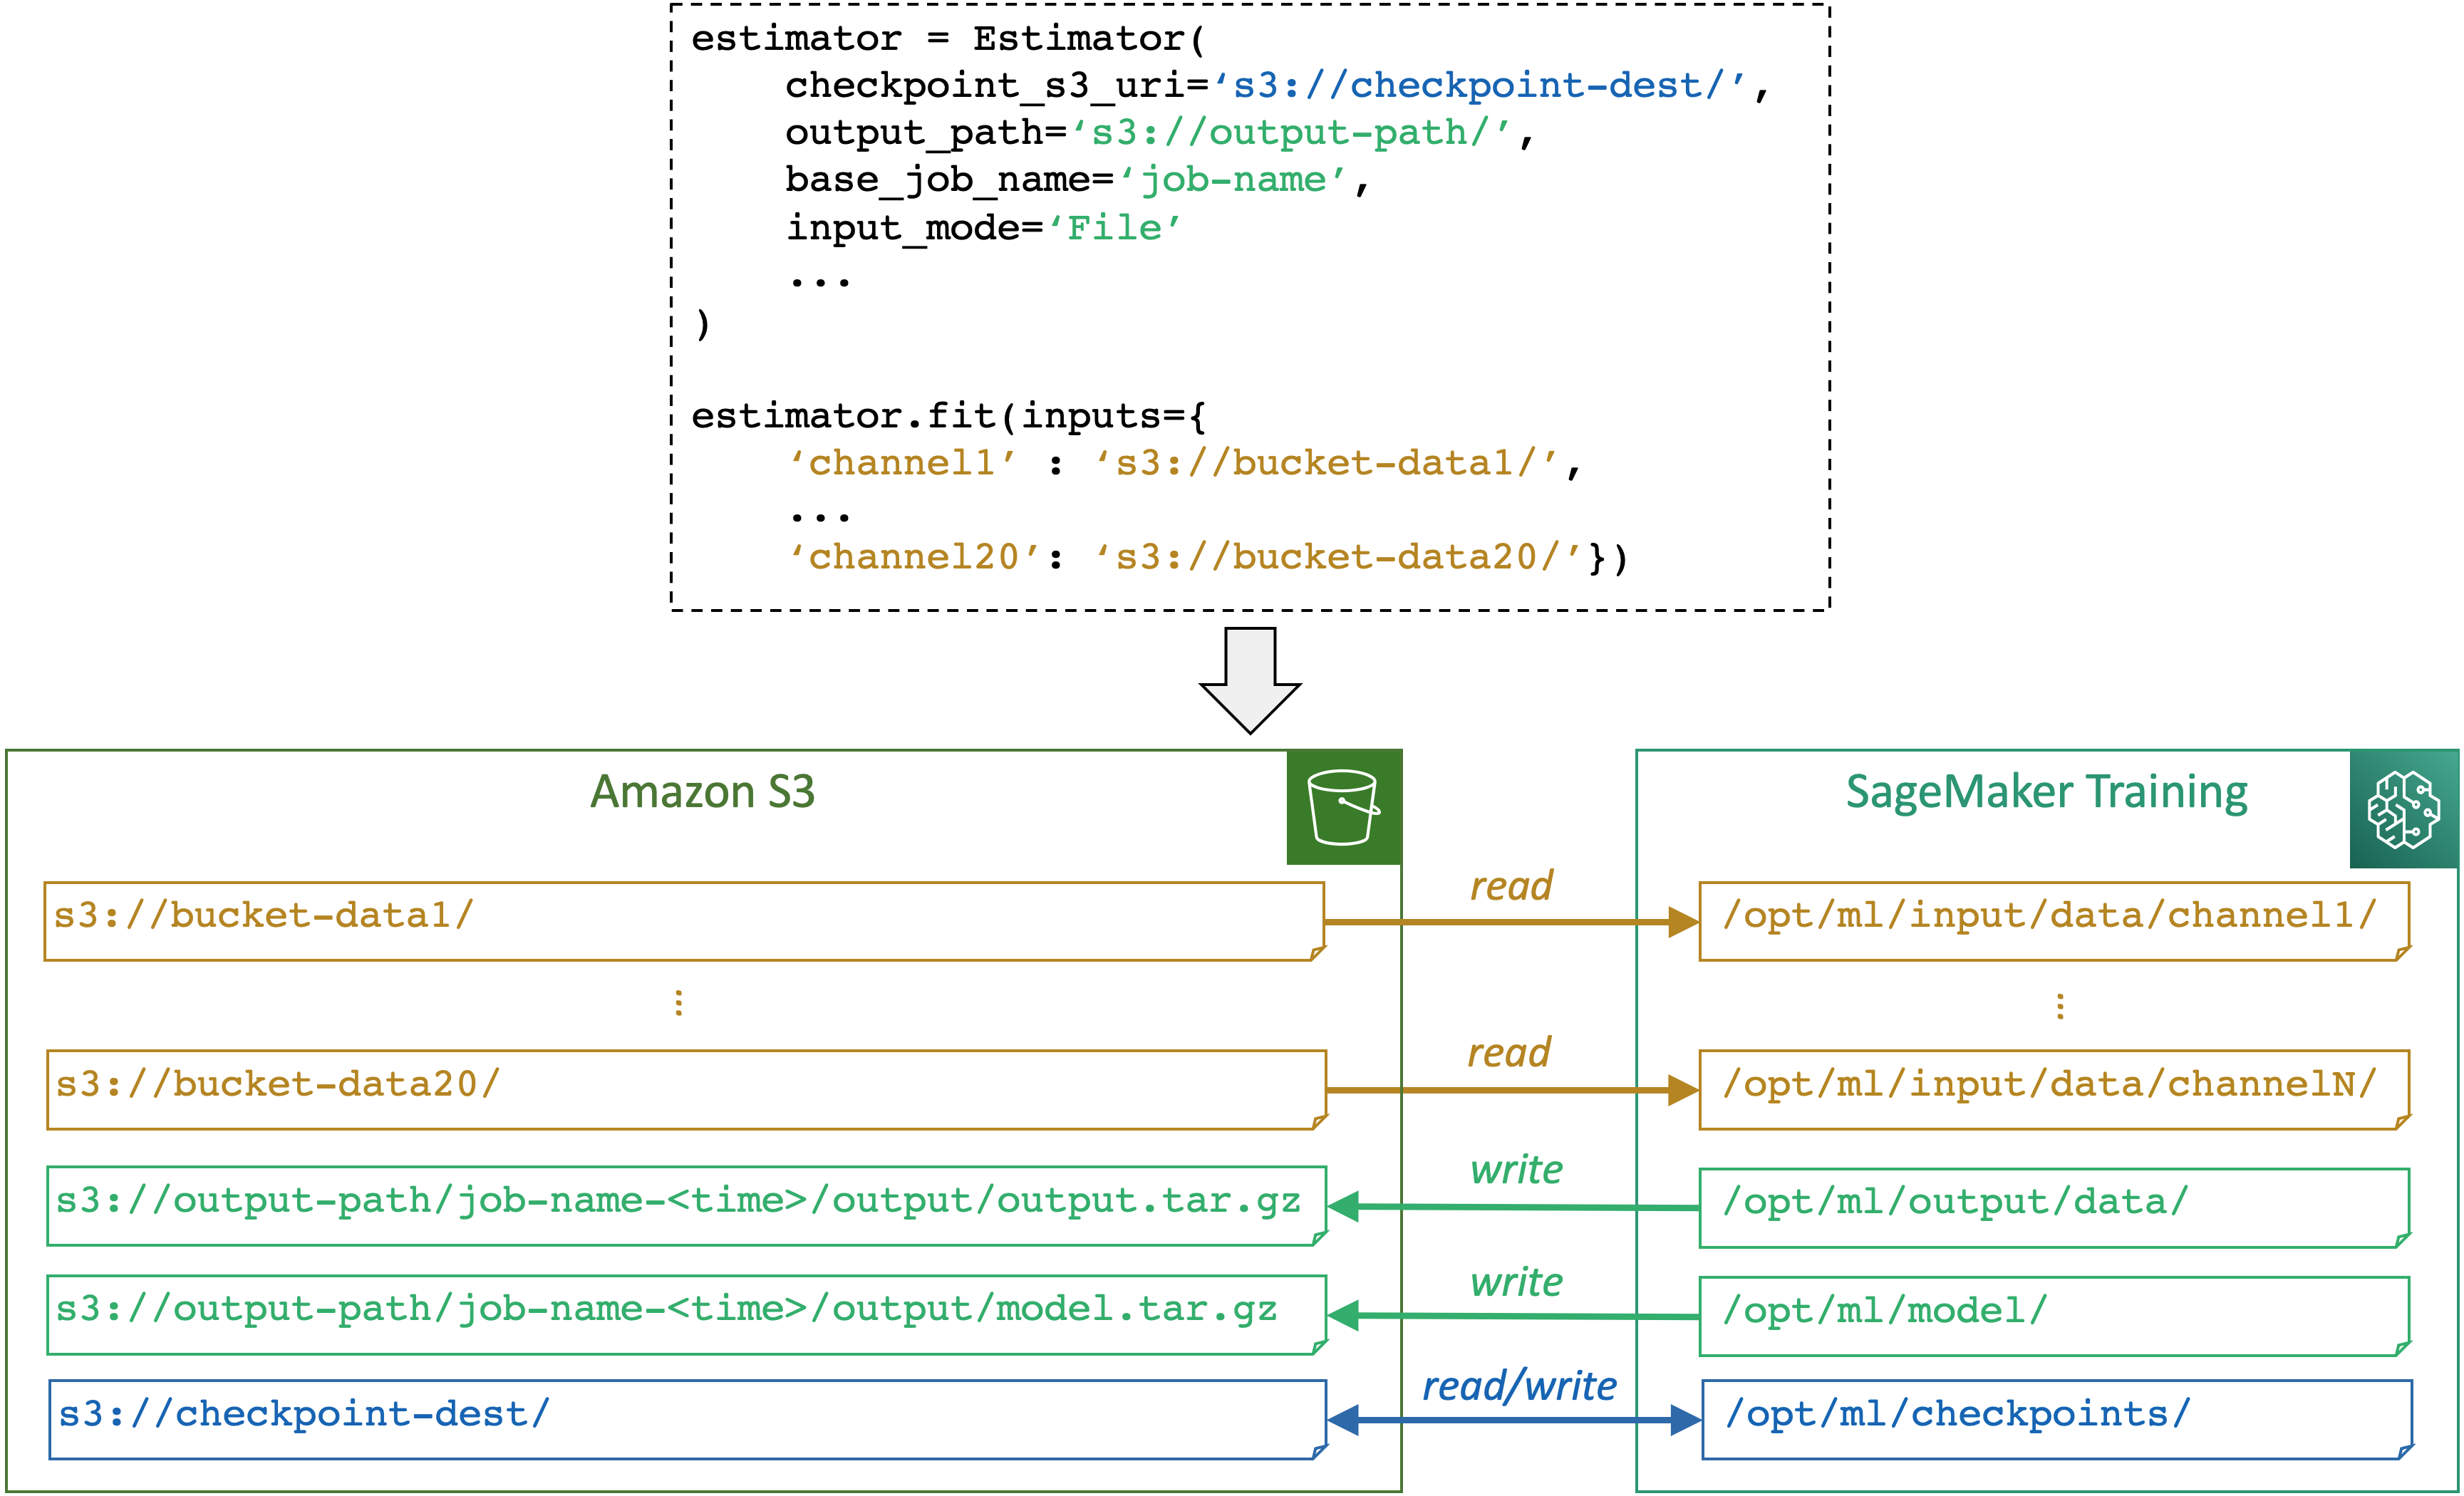 estimator = Estimator(
checkpoint_s3_uri=‘s3://checkpoint-dest/’,
output_path=‘s3://output-path/’,
base_job_name=‘job-name’,
input_mode=‘File’
...
)
estimator.fit(inputs={
‘channel1’ : ‘s3://bucket-data1/’,
...
‘channel20’: ‘s3://bucket-data20/’})
Amazon S3
SageMaker Training
s3://bucket-data1/
read
/opt/ml/input/data/channel1/
⋮
⋮
s3://bucket-data20/
read
/opt/ml/input/data/channelN/
s3://output-path/job-name-<time>/output/output.tar.gz
write
/opt/ml/output/data/
s3://output-path/job-name-<time>/output/model.tar.gz
write
/opt/ml/model/
s3://checkpoint-dest/
read/write
/opt/ml/checkpoints/